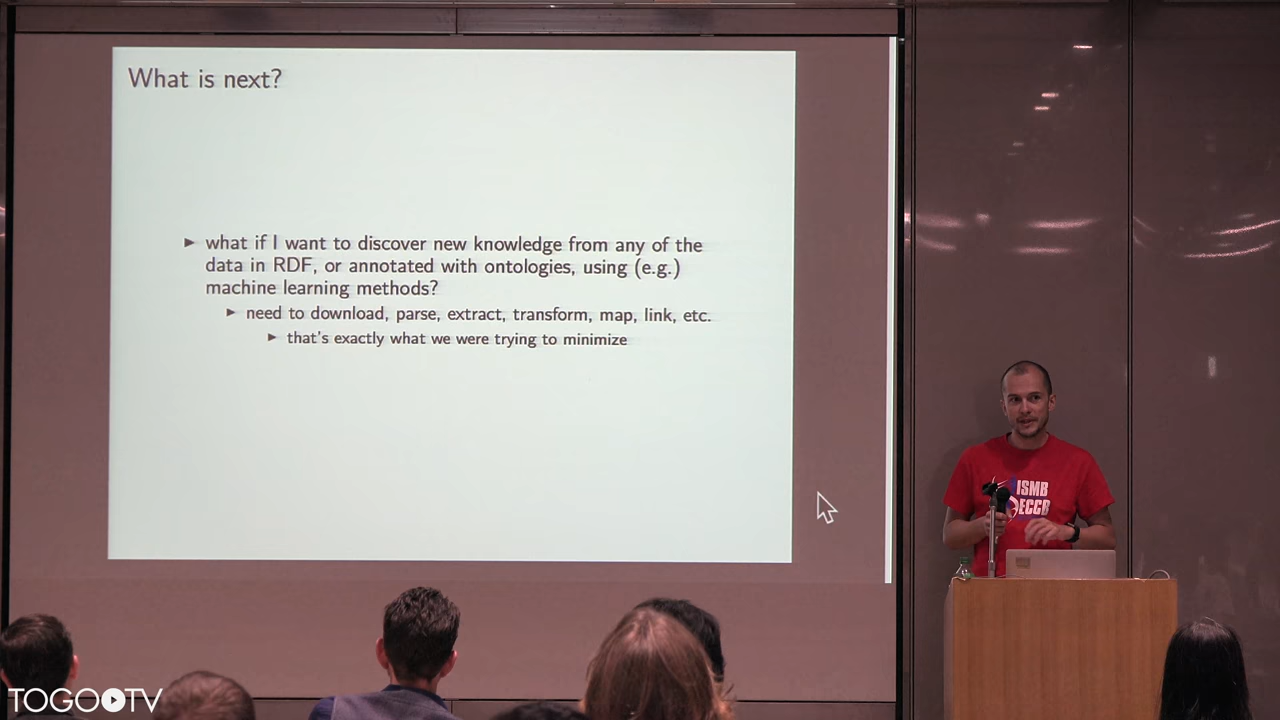 What is next?
► what if I want to discover new knowledge from any of the
data in RDF, or annotated with ontologies, using (e.g.)
machine learning methods?
► need to download, parse, extract, transform, map, link, etc.
► that's exactly what we were trying to minimize
ISMB
ECCB
TOGOTV